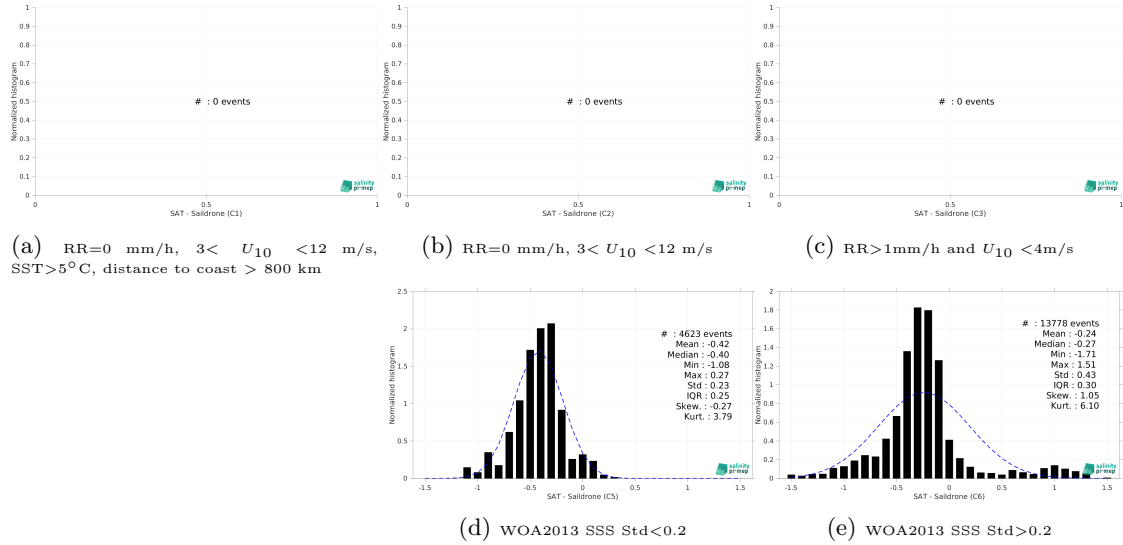 1
0.9
0.8
0.7
0.6
0.5
0.4
0.3
0.2
0.1
0
Normalized histogram
# : 0 events
0 0.5 1
SAT - Saildrone (C1)
salinity
pi-mep
1
0.9
0.8
0.7
0.6
0.5
0.4
0.3
0.2
0.1
0
Normalized histogram
# : 0 events
0 0.5 1
SAT - Saildrone (C2)
salinity
pi-mep
1
0.9
0.8
0.7
0.6
0.5
0.4
0.3
0.2
0.1
0
Normalized histogram
# : 0 events
0 0.5 1
SAT - Saildrone (C3)
salinity
pi-mep
(a) RR=0 mm/h, 3< U10 <12 m/s,
SST>5°C, distance to coast > 800 km
(b) RR=0 mm/h, 3< U10 <12 m/s
(c) RR>1mm/h and U10 <4m/s
2.5
2
1.5
1
0.5
0
Normalized histogram
# : 4623 events
Mean : -0.42
Median : -0.40
Min : -1.08
Max : 0.27
Std : 0.23
IQR : 0.25
Skew. : -0.27
Kurt. : 3.79
-1.5 -1 -0.5 0 0.5 1 1.5
SAT - Saildrone (C5)
salinity
pi-mep
2
1.8
1.6
1.4
1.2
1
0.8
0.6
0.4
0.2
0
Normalized histogram
# : 13778 events
Mean : -0.24
Median : -0.27
Min : -1.71
Max : 1.51
Std : 0.43
IQR : 0.30
Skew. : 1.05
Kurt. : 6.10
-1.5 -1 -0.5 0 0.5 1 1.5
SAT - Saildrone (C6)
salinity
pi-mep
(d) WOA2013 SSS Std<0.2
(e) WOA2013 SSS Std>0.2